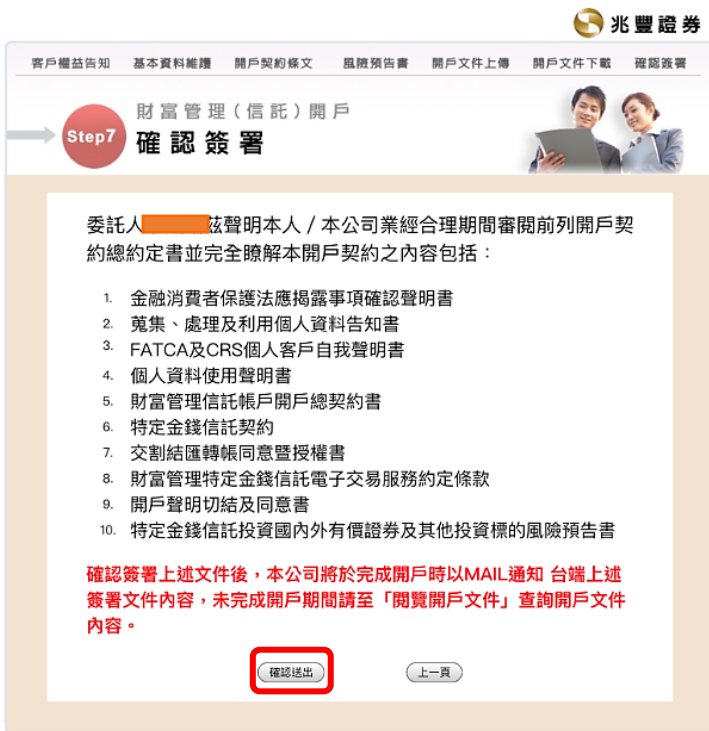 兆豐證券
客戶權益告知 基本資料維護 開戶契約條文 風險預告書 開戶文件上傳 開戶文件下載 確認簽署
Step7
財富管理(信託)開戶
確認簽署
委託人 茲聲明本人／本公司業經合理期間審閱前列開戶契
約總約定書並完全瞭解本開戶契約之內容包括：
1. 金融消費者保護法應揭露事項確認聲明書
2. 蒐集、處理及利用個人資料告知書
3. FATCA及CRS個人客戶自我聲明書
4. 個人資料使用聲明書
5. 財富管理信託帳戶開戶總契約書
6. 特定金錢信託契約
7. 交割結匯轉帳同意暨授權書
8. 財富管理特定金錢信託電子交易服務約定條款
9. 開戶聲明切結及同意書
10. 特定金錢信託投資國內外有價證券及其他投資標的風險預告書
確認簽署上述文件後，本公司將於完成開戶時以MAIL通知 台端上述
簽署文件內容，未完成開戶期間請至「閱覽開戶文件」查詢開戶文件
內容。
確認送出 上一頁